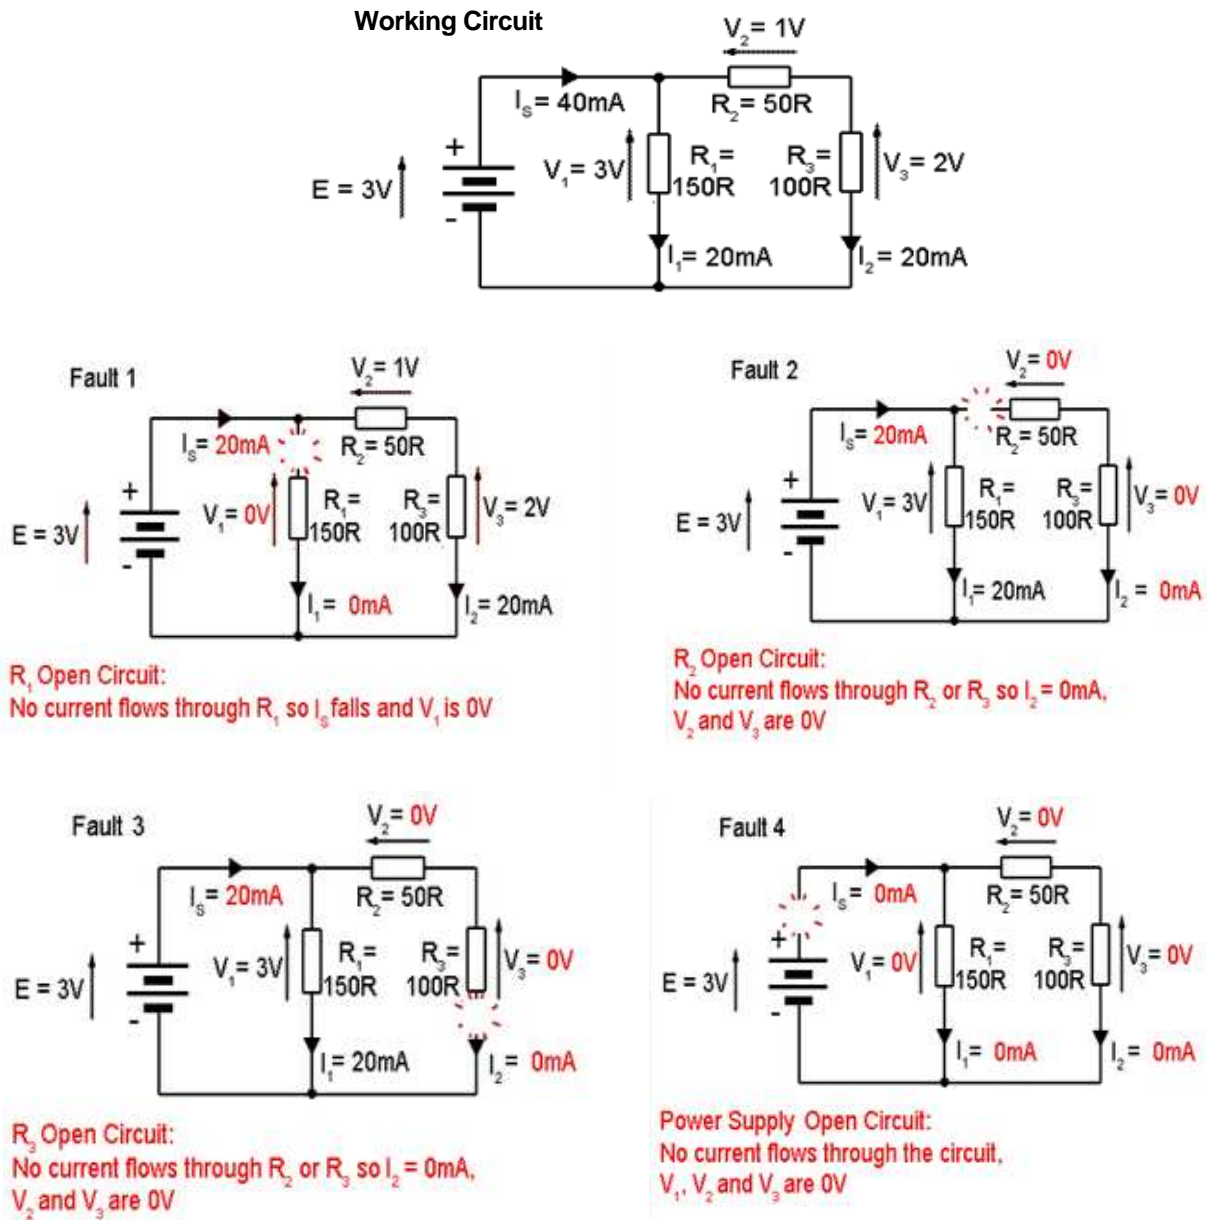 Working Circuit
V2= 1V
IS= 40mA
R2= 50R
E = 3V
+
-
V1= 3V
R1=
150R
R3=
100R
V3= 2V
I1= 20mA
I2= 20mA
Fault 1
V2= 1V
IS= 20mA
R2= 50R
E = 3V
+
-
V1= 0V
R1=
150R
R3=
100R
V3= 2V
I1= 0mA
I2= 20mA
R1 Open Circuit:
No current flows through R1 so IS falls and V1 is 0V
Fault 2
V2= 0V
IS= 20mA
R2= 50R
E = 3V
+
-
V1= 3V
R1=
150R
R3=
100R
V3= 0V
I1= 20mA
I2= 0mA
R2 Open Circuit:
No current flows through R2 or R3 so I2 = 0mA,
V2 and V3 are 0V
Fault 3
V2= 0V
IS= 20mA
R2= 50R
E = 3V
+
-
V1= 3V
R1=
150R
R3=
100R
V3= 0V
I1= 20mA
I2= 0mA
R3 Open Circuit:
No current flows through R2 or R3 so I2 = 0mA,
V2 and V3 are 0V
Fault 4
V2= 0V
IS= 0mA
R2= 50R
E = 3V
+
-
V1= 0V
R1=
150R
R3=
100R
V3= 0V
I1= 0mA
I2= 0mA
Power Supply Open Circuit:
No current flows through the circuit,
V1, V2 and V3 are 0V